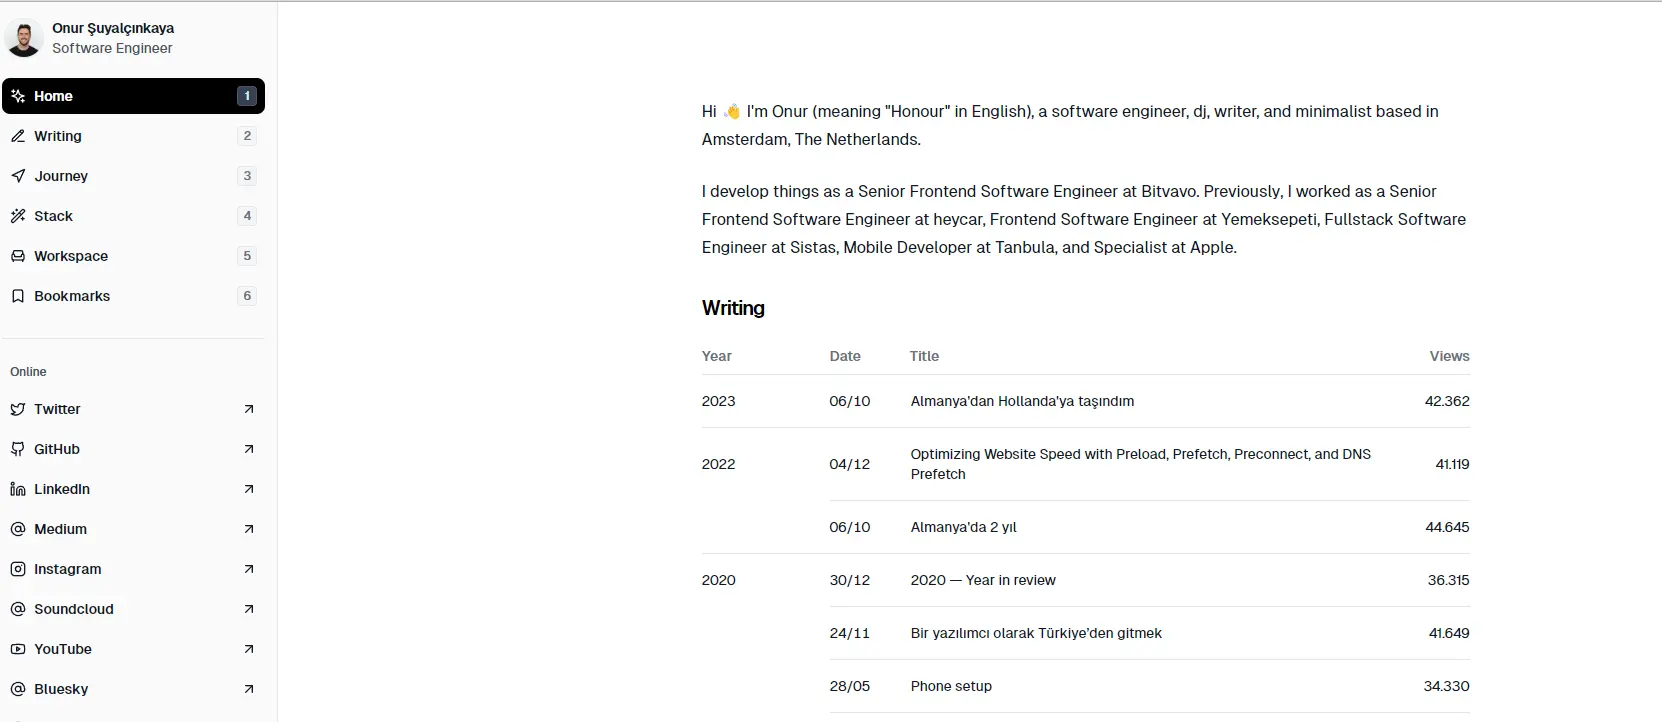 Onur Şuyalçınkaya
Software Engineer
Home 1
Writing 2
Journey 3
Stack 4
Workspace 5
Bookmarks 6
Online
Twitter
GitHub
LinkedIn
Medium
Instagram
Soundcloud
YouTube
Bluesky
Hi 👋 I'm Onur (meaning "Honour" in English), a software engineer, dj, writer, and minimalist based in
Amsterdam, The Netherlands.
I develop things as a Senior Frontend Software Engineer at Bitvavo. Previously, I worked as a Senior
Frontend Software Engineer at heycar, Frontend Software Engineer at Yemeksepeti, Fullstack Software
Engineer at Sistas, Mobile Developer at Tanbula, and Specialist at Apple.
Writing
Year Date Title Views
2023 06/10 Almanya'dan Hollanda'ya taşındım 42.362
2022 04/12 Optimizing Website Speed with Preload, Prefetch, Preconnect, and DNS
Prefetch 41.119
06/10 Almanya'da 2 yıl 44.645
2020 30/12 2020 — Year in review 36.315
24/11 Bir yazılımcı olarak Türkiye'den gitmek 41.649
28/05 Phone setup 34.330